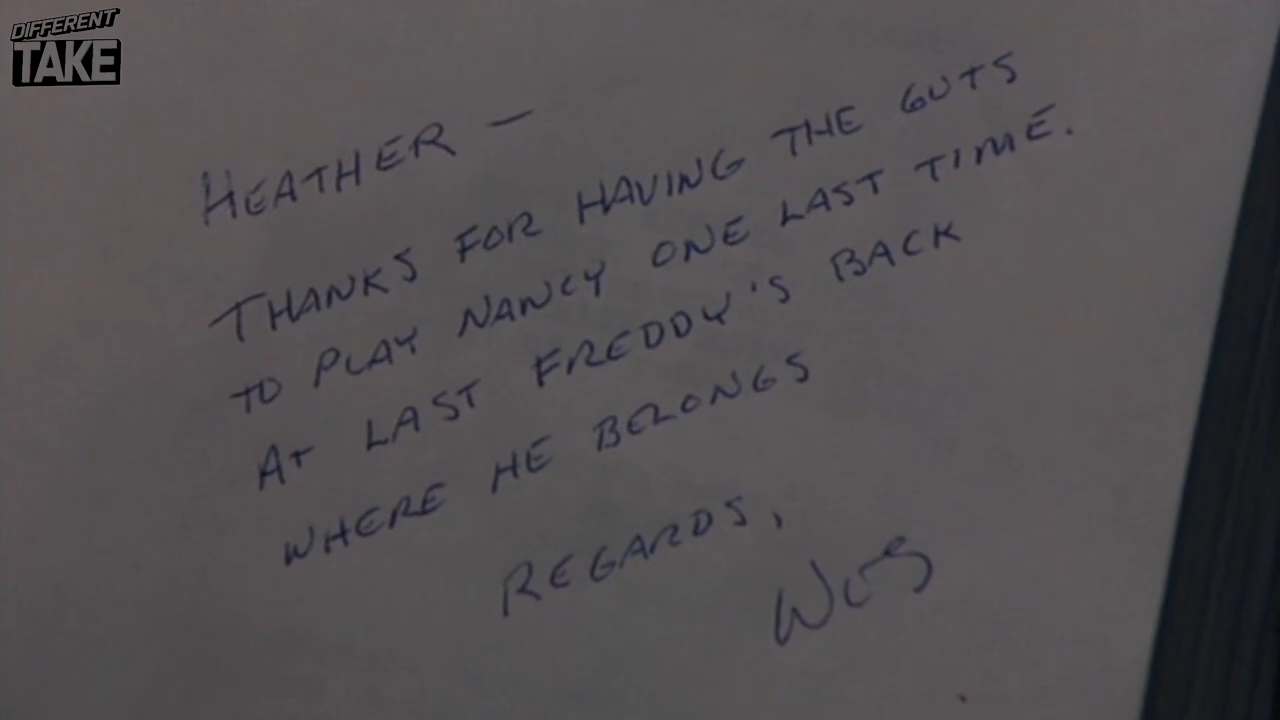 DIFFERENT
TAKE
HEATHER —
THANKS FOR HAVING THE GUTS
TO PLAY NANCY ONE LAST TIME.
AT LAST FREDDY'S BACK
WHERE HE BELONGS
REGARDS,
Wes